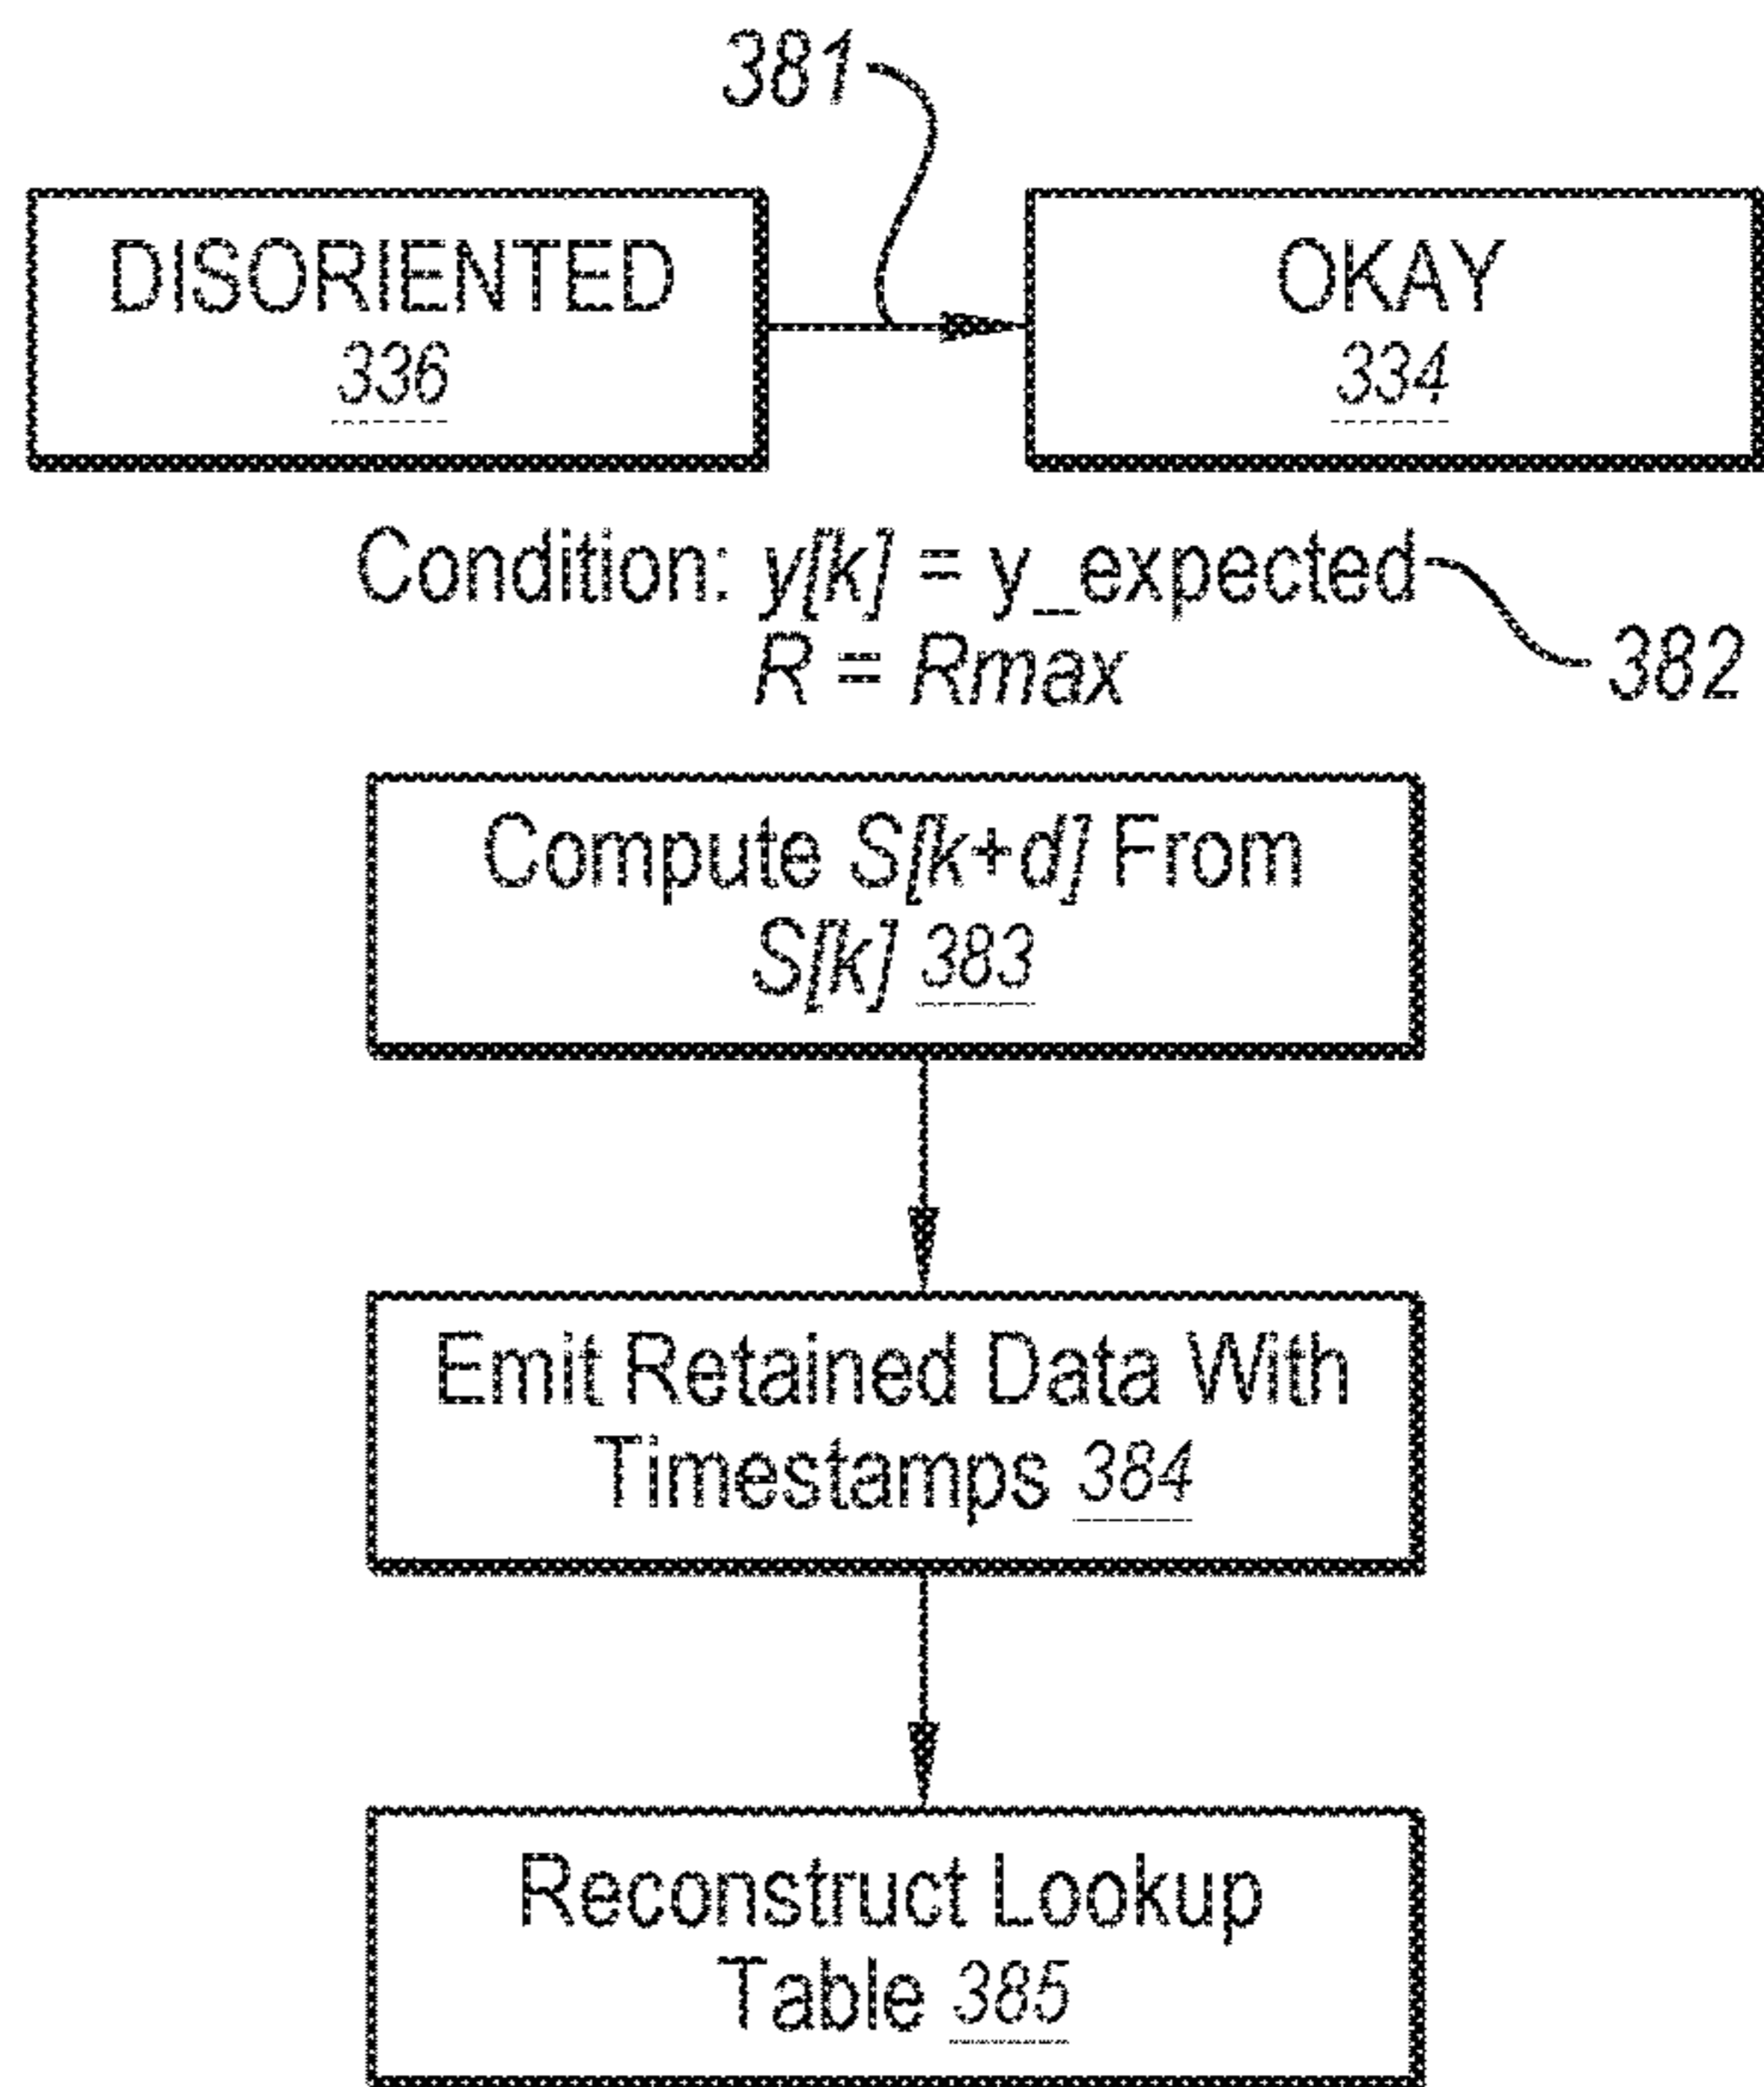 381
DISORIENTED
336
OKAY
334
Condition: y[k] = y_expected
R = Rmax
382
Compute S[k+d] From
S[k] 383
Emit Retained Data With
Timestamps 384
Reconstruct Lookup
Table 385